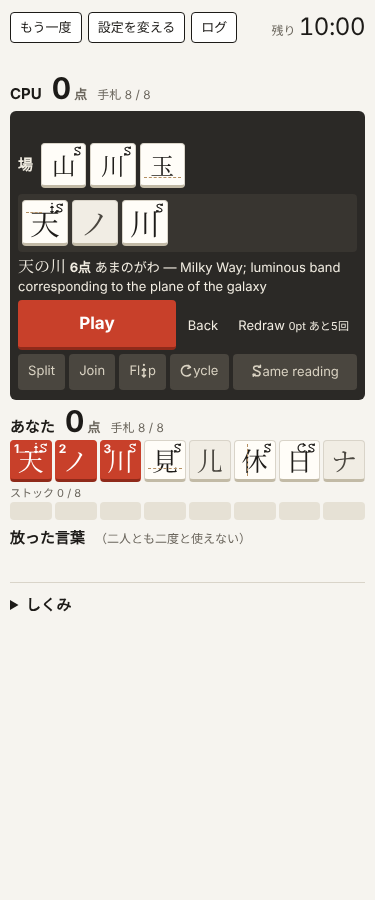 もう一度 設定を変える ログ 残り 10:00
CPU 0点 手札 8 / 8
場 山 川 玉
天 ノ 川
天の川 6点 あまのがわ — Milky Way; luminous band
corresponding to the plane of the galaxy
Play Back Redraw 0pt あと5回
Split Join Flip Cycle Same reading
あなた 0点 手札 8 / 8
1 天 2 ノ 3 川 見 儿 休 日 ナ
ストック 0 / 8
放った言葉 （二人とも二度と使えない）
▶ しくみ